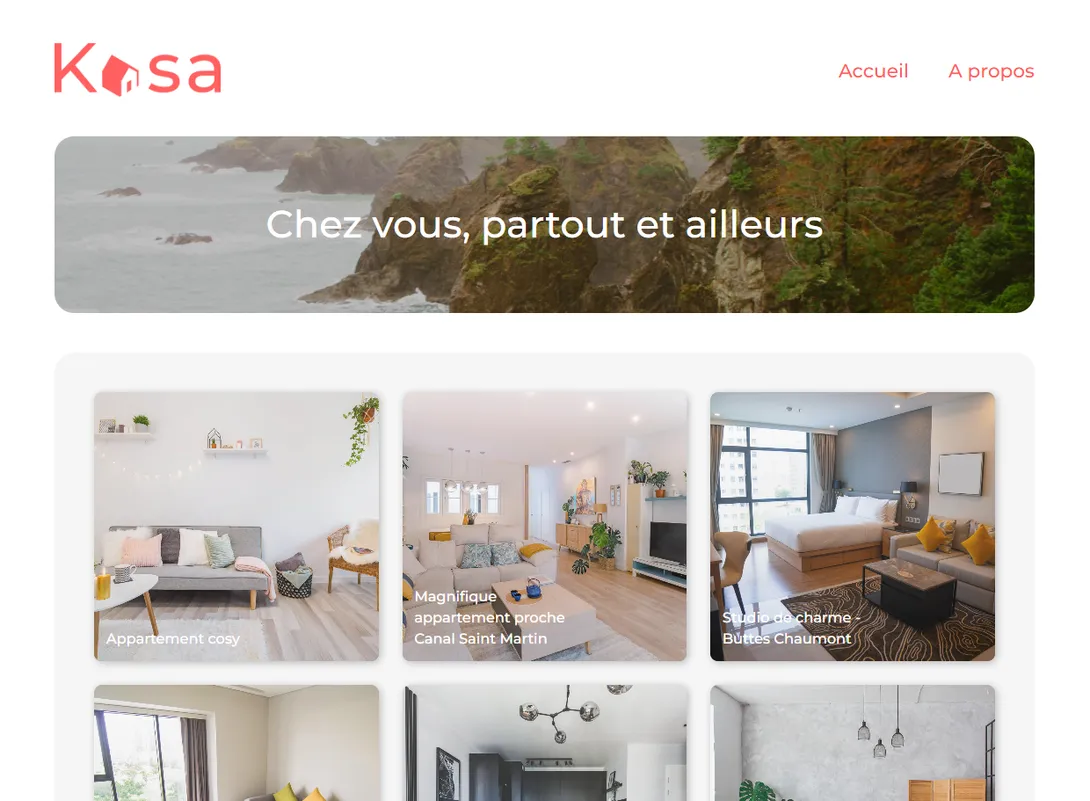 Kasa
Accueil
A propos
Chez vous, partout et ailleurs
Appartement cosy
Magnifique
appartement proche
Canal Saint Martin
Studio de charme -
Buttes Chaumont